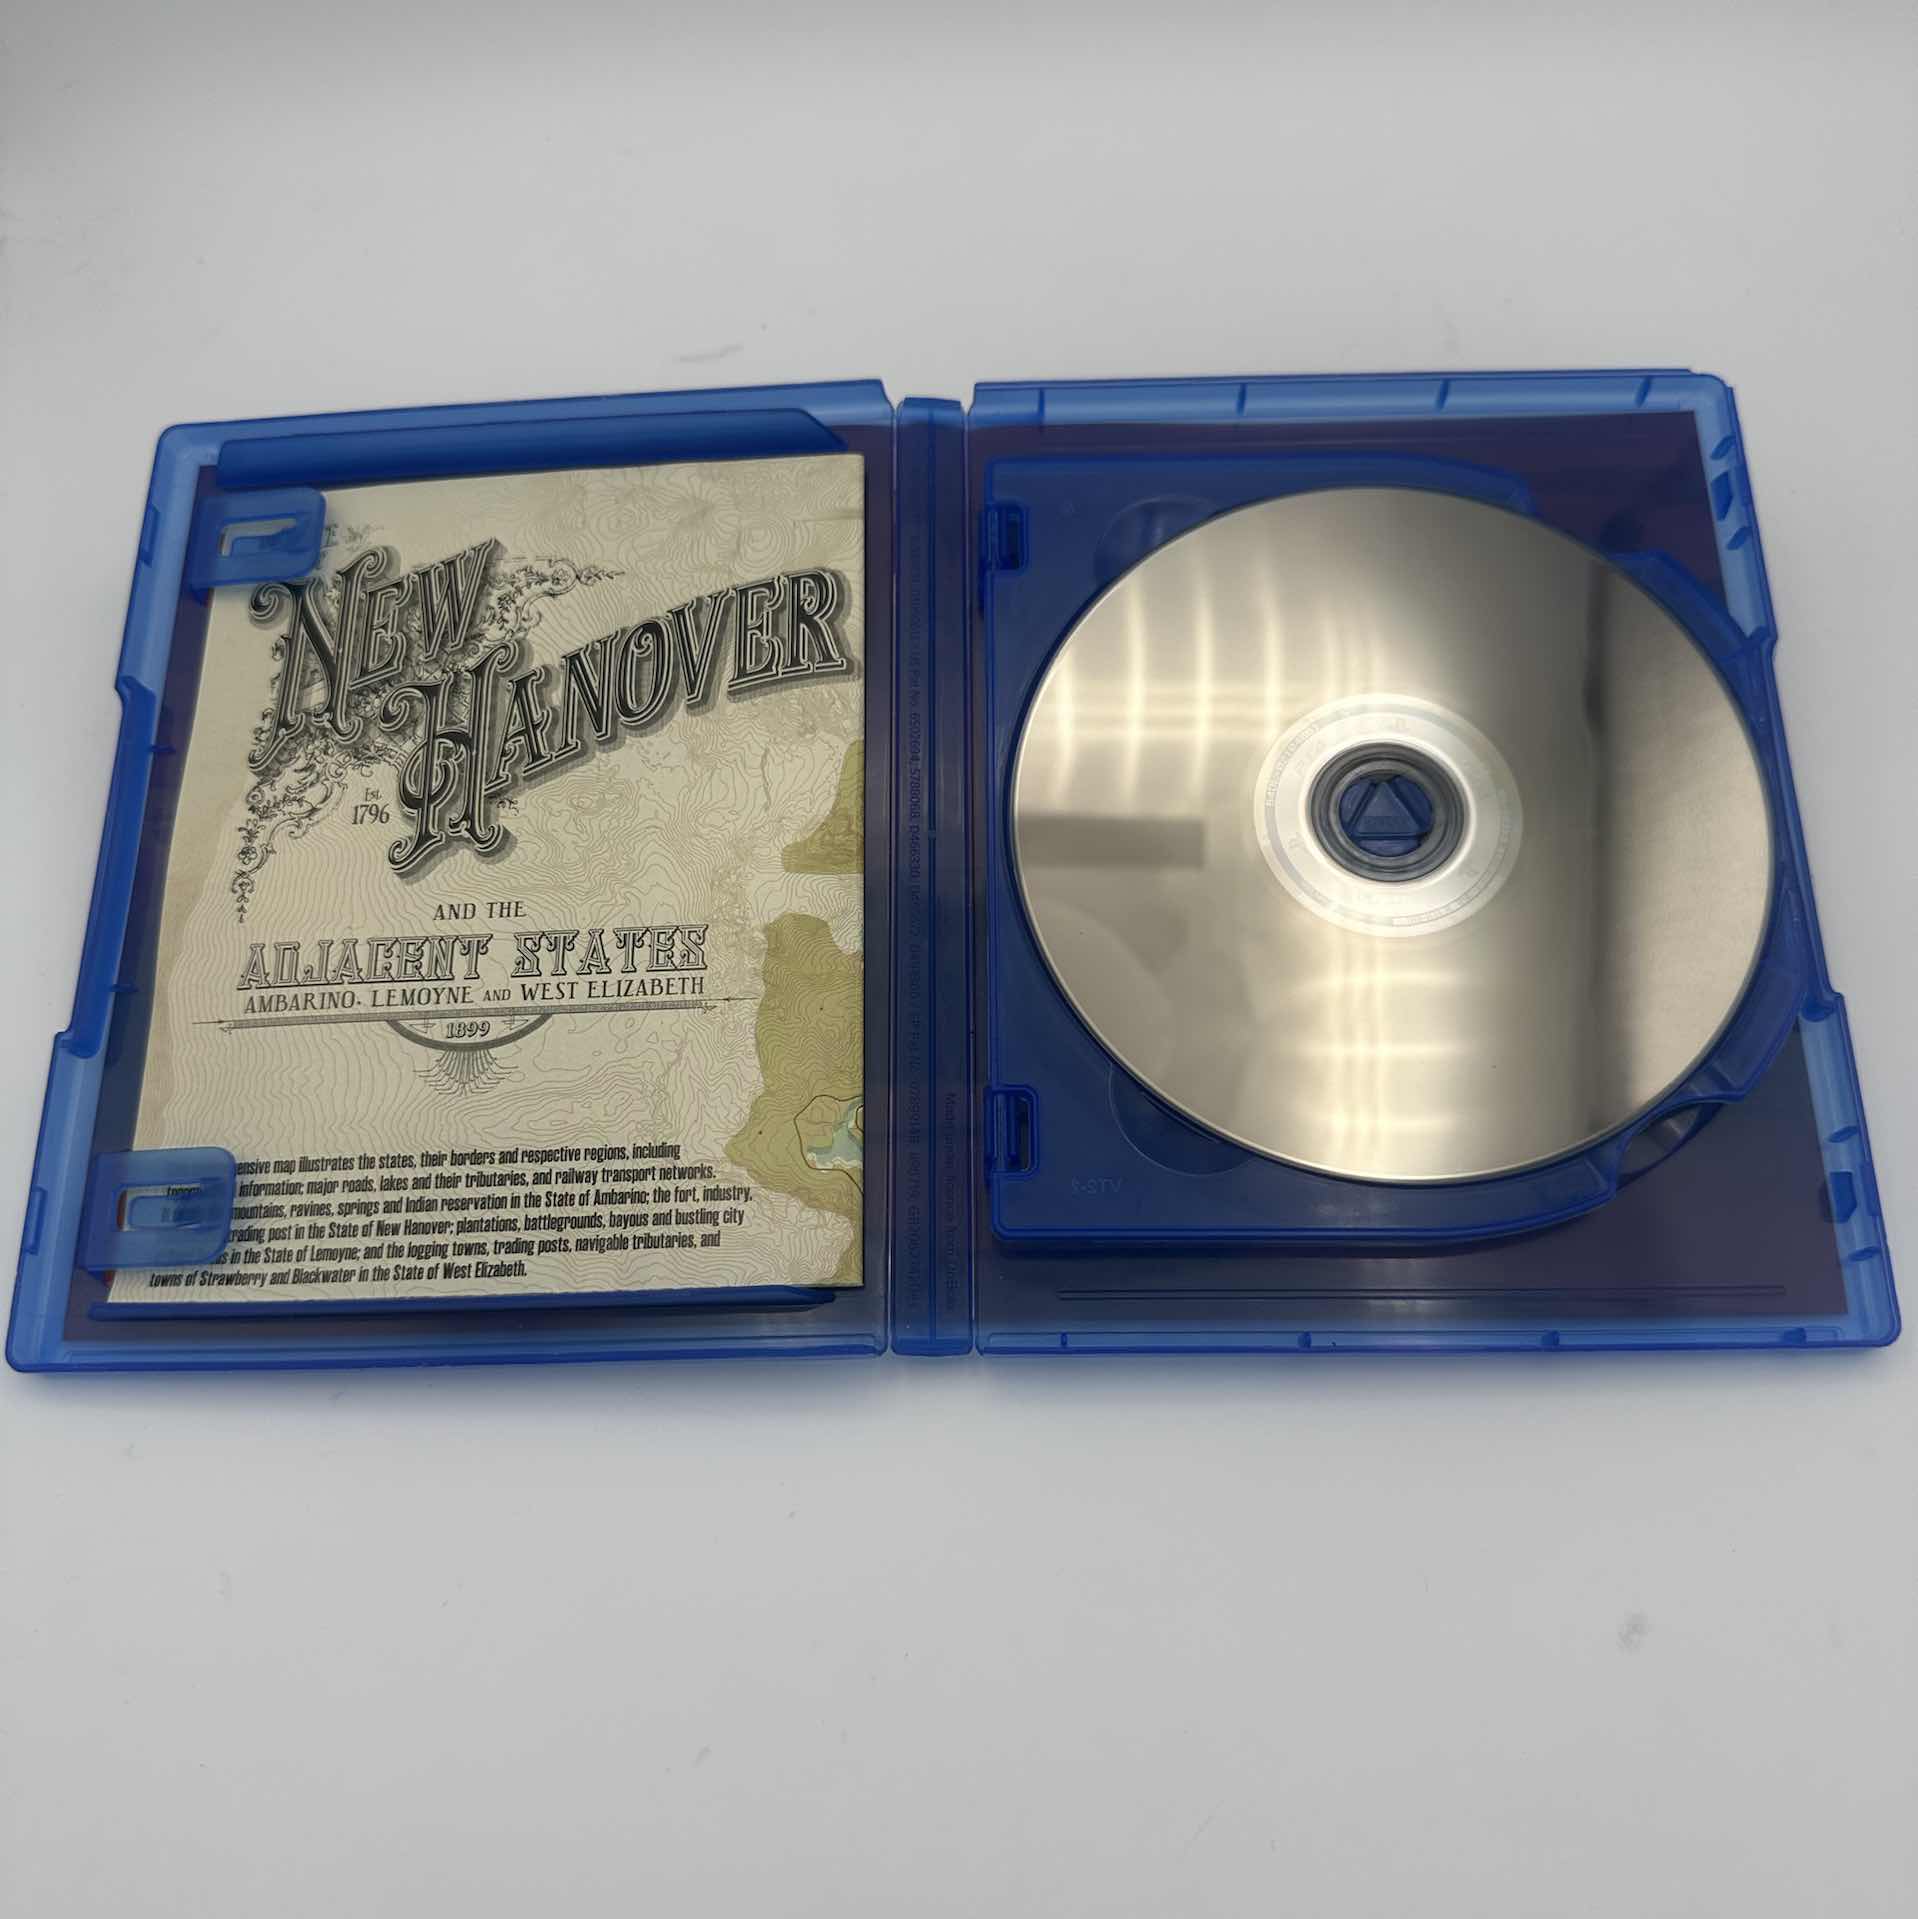 NEW
HANOVER
Est.
1796
AND THE
ADJACENT STATES
AMBARINO, LEMOYNE AND WEST ELIZABETH
1899
map illustrates the states, their borders and respective regions, including
information; major roads, lakes and their tributaries, and railway transport networks.
mountains, ravines, springs and Indian reservation in the State of Ambarino; the fort, industry,
trading post in the State of New Hanover; plantations, battlegrounds, bayous and bustling city
in the State of Lemoyne; and the logging towns, trading posts, navigable tributaries, and
towns of Strawberry and Blackwater in the State of West Elizabeth.